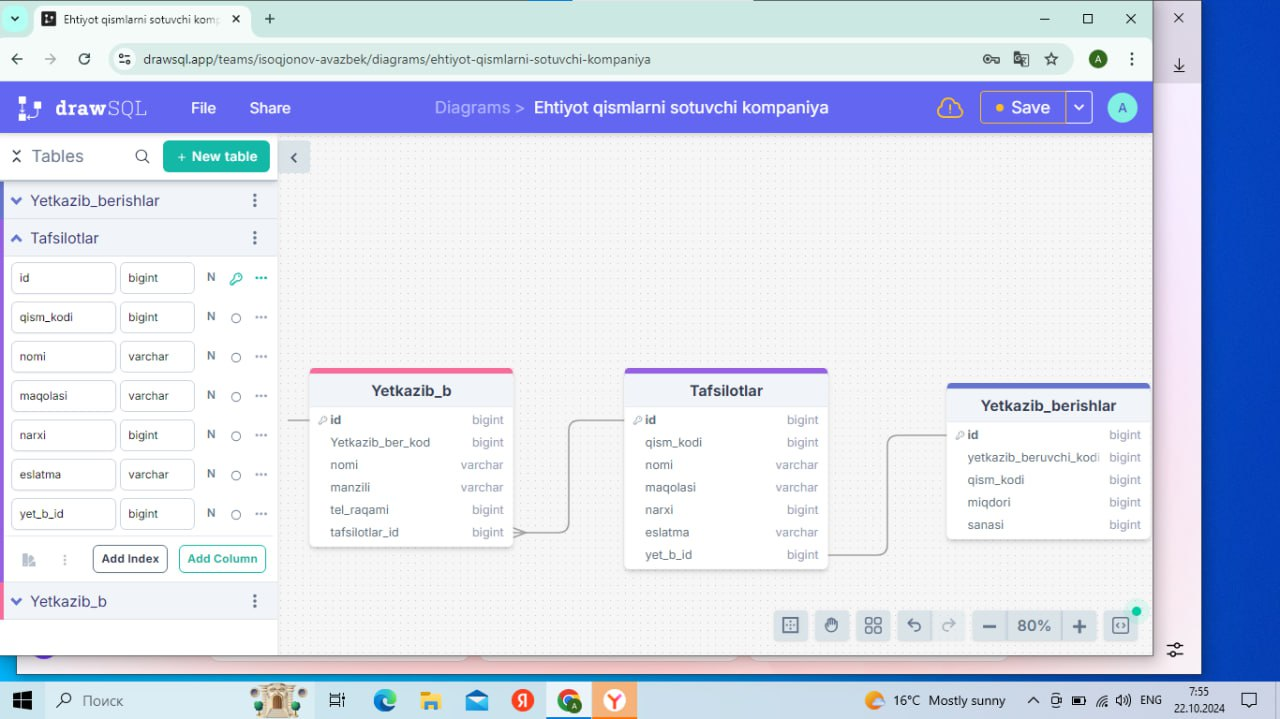 Ehtiyot qismlarni sotuvchi komp
drawsql.app/teams/isoqjonov-avazbek/diagrams/ehtiyot-qismlarni-sotuvchi-kompaniya
A
drawSQL
File
Share
Diagrams > Ehtiyot qismlarni sotuvchi kompaniya
Save
A
Tables
+ New table
Yetkazib_berishlar
Tafsilotlar
id bigint N
qism_kodi bigint N
nomi varchar N
maqolasi varchar N
narxi bigint N
eslatma varchar N
yet_b_id bigint N
Add Index
Add Column
Yetkazib_b
Yetkazib_b
id bigint
Yetkazib_ber_kod bigint
nomi varchar
manzili varchar
tel_raqami bigint
tafsilotlar_id bigint
Tafsilotlar
id bigint
qism_kodi bigint
nomi varchar
maqolasi varchar
narxi bigint
eslatma varchar
yet_b_id bigint
Yetkazib_berishlar
id bigint
yetkazib_beruvchi_kodi bigint
qism_kodi bigint
miqdori bigint
sanasi bigint
80%
Поиск
Я
A
Y
16°C Mostly sunny
ENG
7:55
22.10.2024